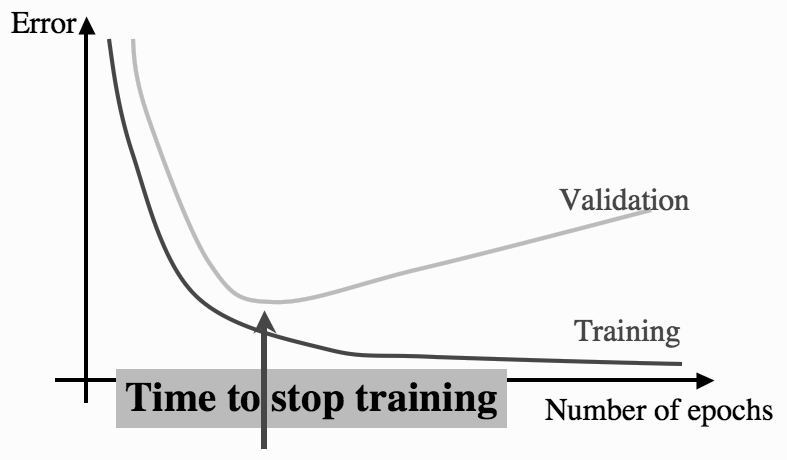 Error
Validation
Training
Time to stop training
Number of epochs